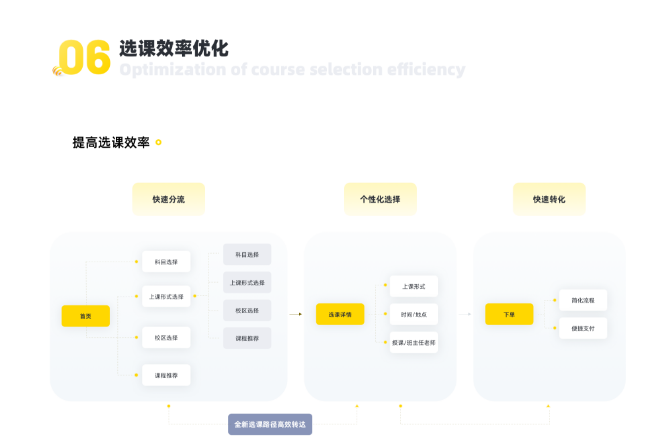 06
选课效率优化
Optimization of course selection efficiency
提高选课效率
快速分流
个性化选择
快速转化
首页
科目选择
上课形式选择
校区选择
课程推荐
科目选择
上课形式选择
校区选择
课程推荐
选课详情
上课形式
时间/地点
授课/班主任老师
下单
简化流程
便捷支付
全新选课路径高效转达